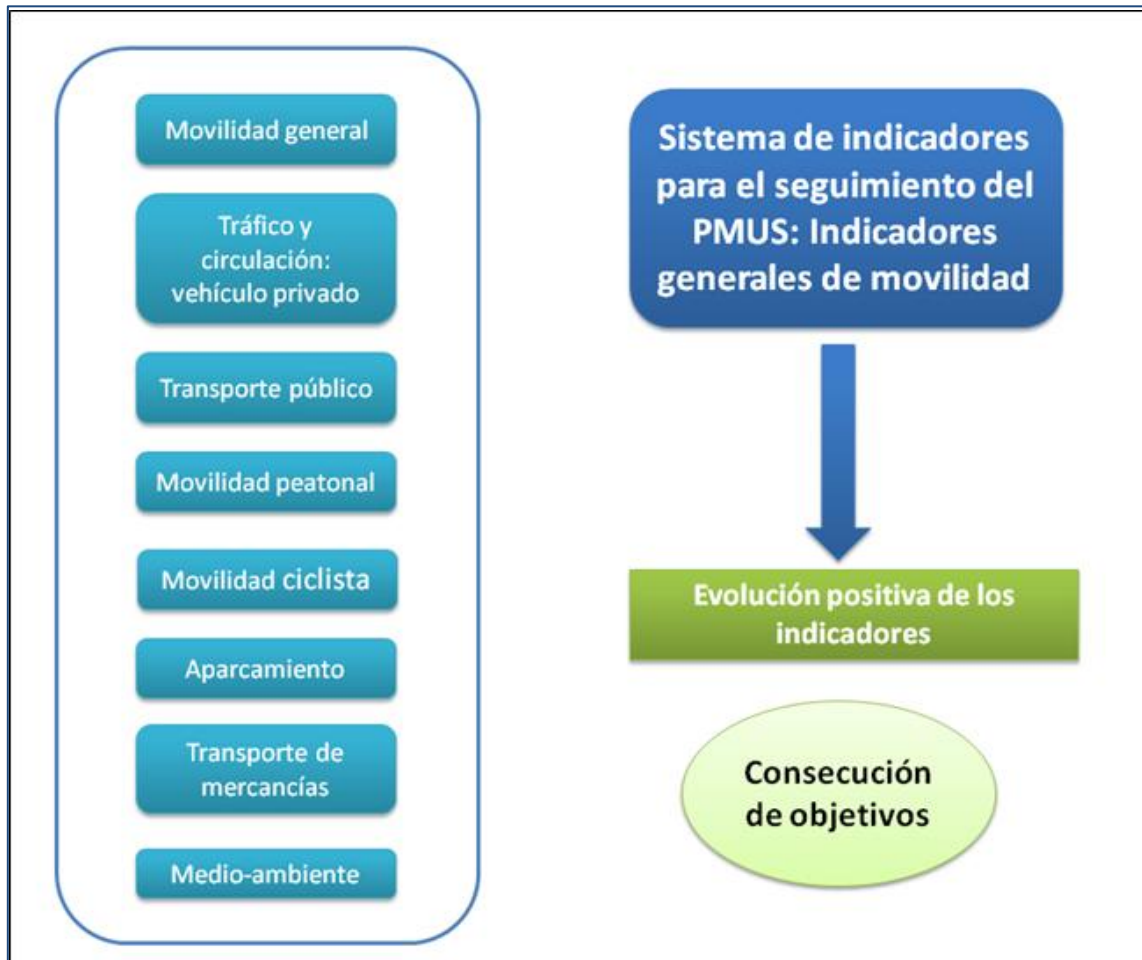 Movilidad general
Tráfico y
circulación:
vehículo privado
Transporte público
Movilidad peatonal
Movilidad ciclista
Aparcamiento
Transporte de
mercancías
Medio-ambiente
Sistema de indicadores
para el seguimiento del
PMUS: Indicadores
generales de movilidad
Evolución positiva de los
indicadores
Consecución
de objetivos